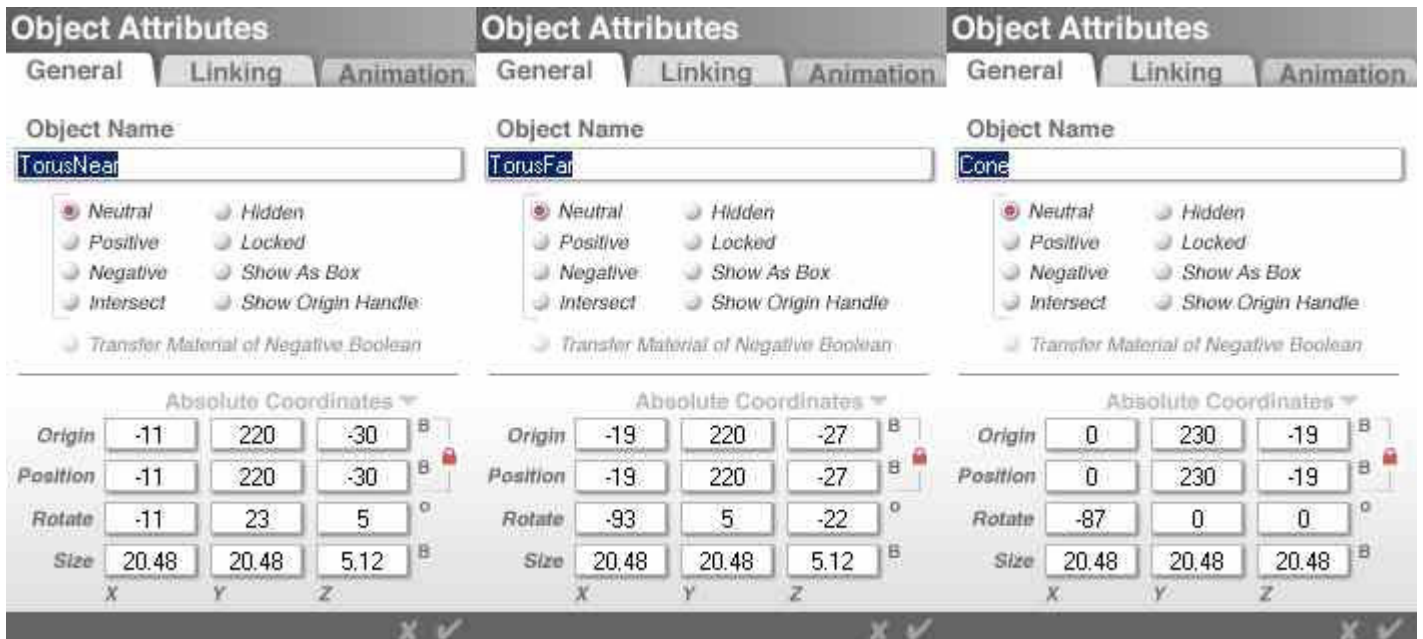 Object Attributes
General Linking Animation
Object Name
TorusNear
Neutral Hidden
Positive Locked
Negative Show As Box
Intersect Show Origin Handle
Transfer Material of Negative Boolean
Absolute Coordinates
Origin -11 220 -30 B
Position -11 220 -30 B
Rotate -11 23 5 o
Size 20.48 20.48 5.12 B
X Y Z
Object Attributes
General Linking Animation
Object Name
TorusFar
Neutral Hidden
Positive Locked
Negative Show As Box
Intersect Show Origin Handle
Transfer Material of Negative Boolean
Absolute Coordinates
Origin -19 220 -27 B
Position -19 220 -27 B
Rotate -93 5 -22 o
Size 20.48 20.48 5.12 B
X Y Z
Object Attributes
General Linking Animation
Object Name
Cone
Neutral Hidden
Positive Locked
Negative Show As Box
Intersect Show Origin Handle
Transfer Material of Negative Boolean
Absolute Coordinates
Origin 0 230 -19 B
Position 0 230 -19 B
Rotate -87 0 0 o
Size 20.48 20.48 20.48 B
X Y Z